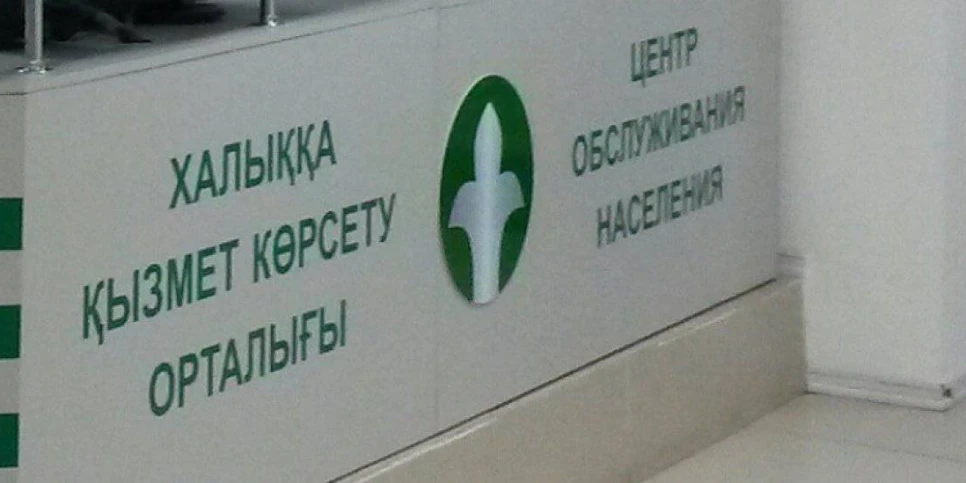 ХАЛЫҚҚА
ҚЫЗМЕТ КӨРСЕТУ
ОРТАЛЫҒЫ
ЦЕНТР
ОБСЛУЖИВАНИЯ
НАСЕЛЕНИЯ